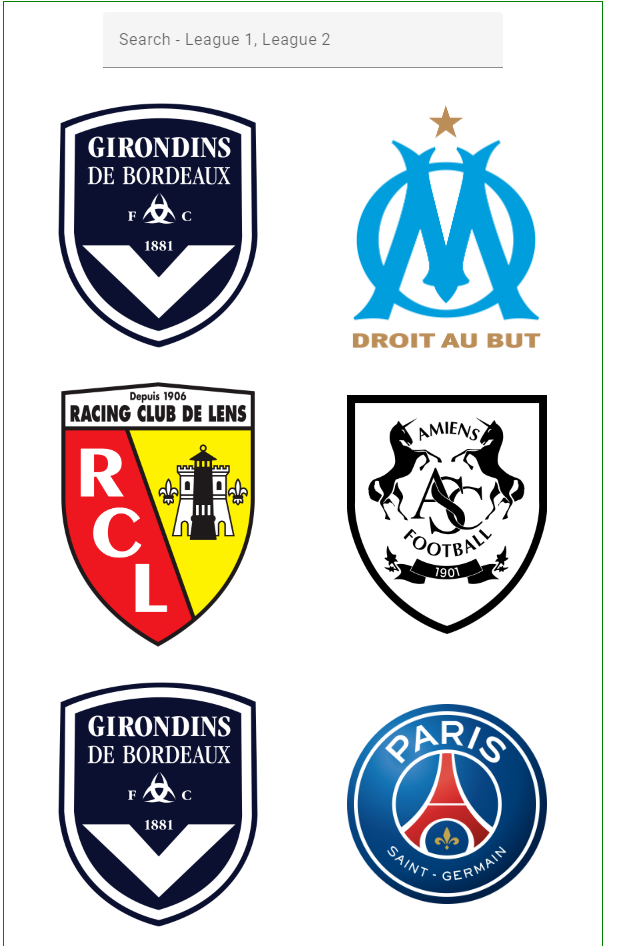 Search - League 1, League 2
GIRONDINS
DE BORDEAUX
F C
1881
DROIT AU BUT
Depuis 1906
RACING CLUB DE LENS
R
C
L
AMIENS
ASC
FOOTBALL
1901
GIRONDINS
DE BORDEAUX
F C
1881
PARIS
SAINT - GERMAIN